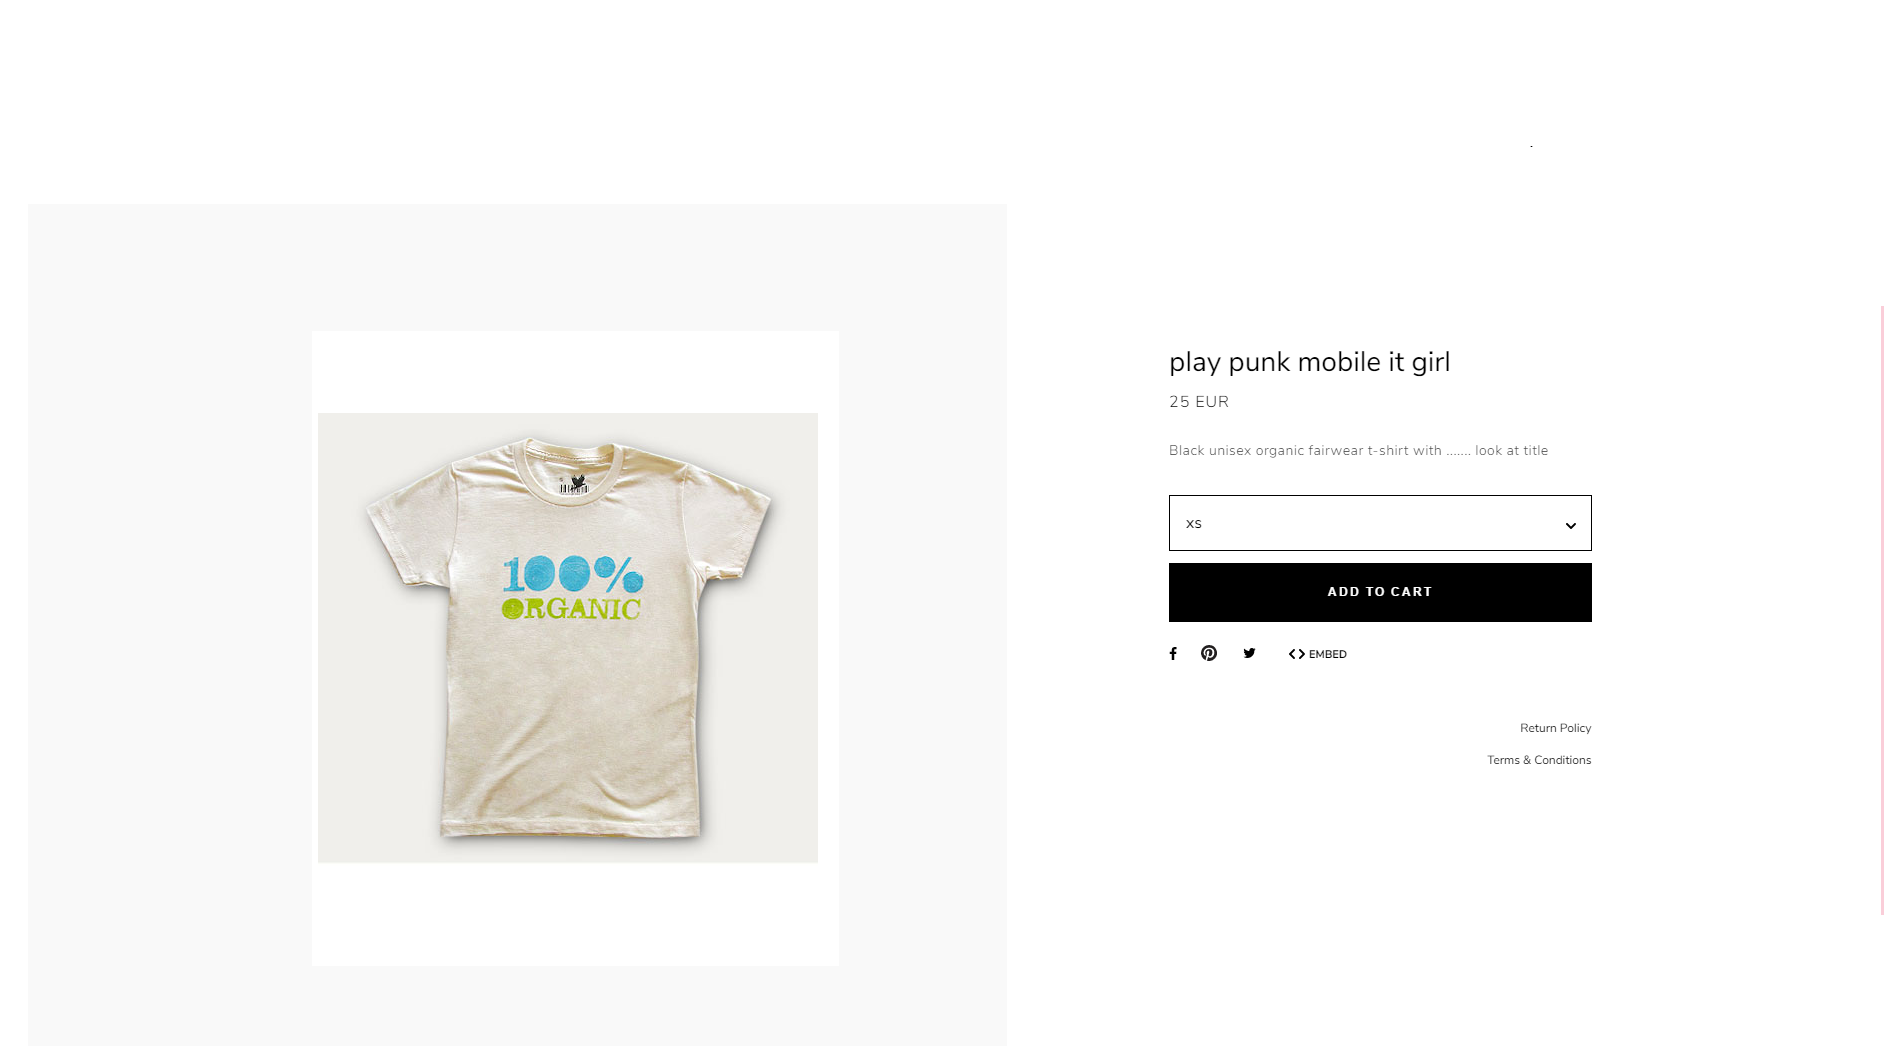 play punk mobile it girl
25 EUR
Black unisex organic fairwear t-shirt with ....... look at title
xs
ADD TO CART
EMBED
Return Policy
Terms & Conditions
100%
ORGANIC